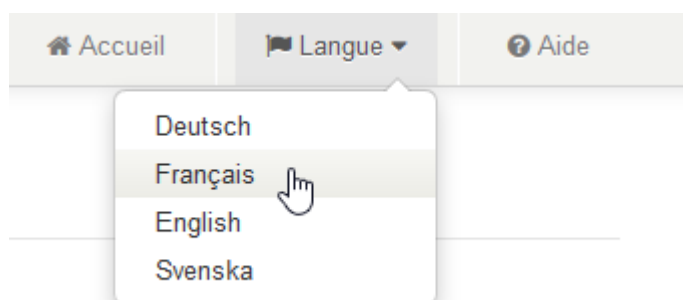 Accueil Langue Aide
Deutsch
Français
English
Svenska